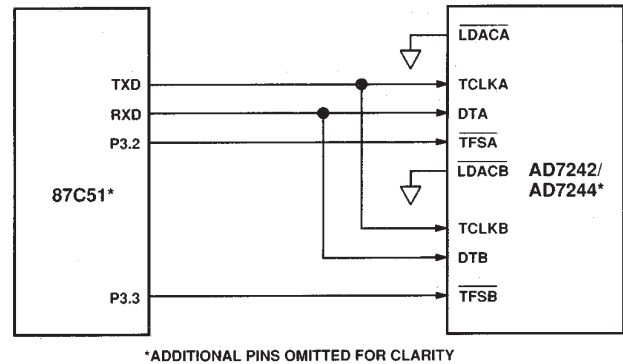 LDACA
TXD
TCLKA
RXD
DTA
P3.2
TFSA
LDACB
AD7242/
AD7244*
87C51*
TCLKB
DTB
P3.3
TFSB
*ADDITIONAL PINS OMITTED FOR CLARITY